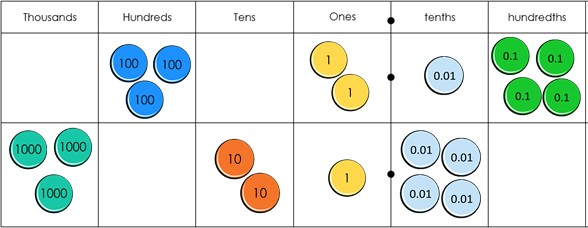 Thousands Hundreds Tens Ones tenths hundredths
100 100 1 0.1 0.1
100 1 0.01 0.1 0.1
1000 1000 10 1 0.01 0.01
1000 10 0.01 0.01